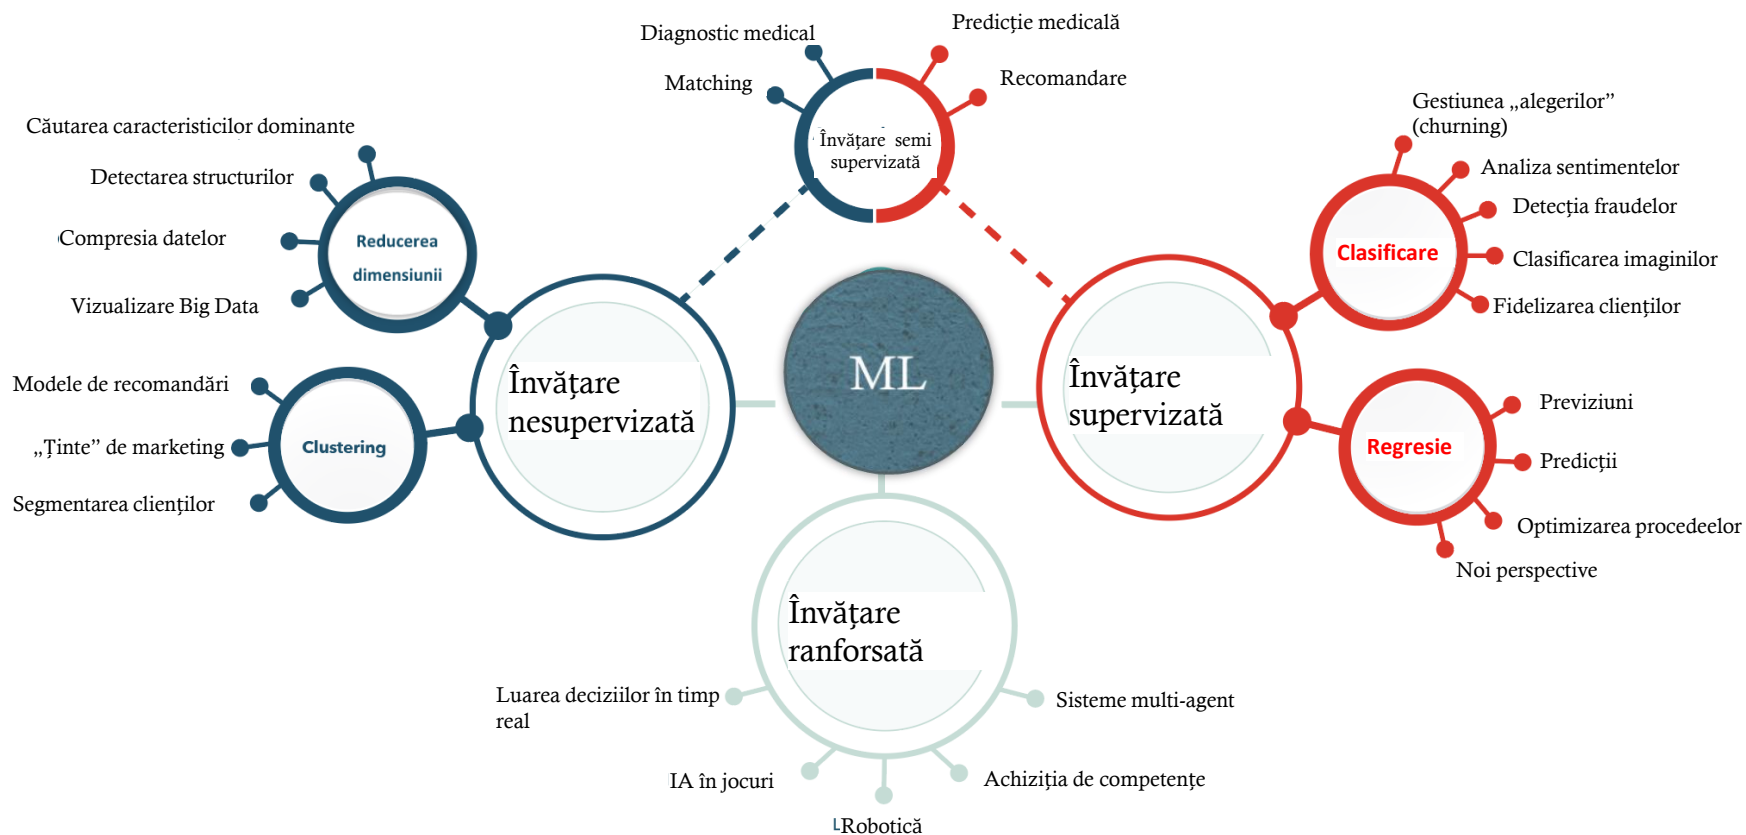 Diagnostic medical
Predicție medicală
Matching
Recomandare
Învățare semi
supervizată
Căutarea caracteristicilor dominante
Detectarea structurilor
Compresia datelor
Vizualizare Big Data
Reducerea
dimensiunii
Modele de recomandări
„Ținte” de marketing
Segmentarea clienților
Clustering
Învățare
nesupervizată
ML
Învățare
supervizată
Gestiunea „alegerilor”
(churning)
Analiza sentimentelor
Detecția fraudelor
Clasificarea imaginilor
Fidelizarea clienților
Clasificare
Regresie
Previziuni
Predicții
Optimizarea procedeelor
Noi perspective
Învățare
ranforsată
Luarea deciziilor în timp
real
IA în jocuri
LRobotică
Achiziția de competențe
Sisteme multi-agent